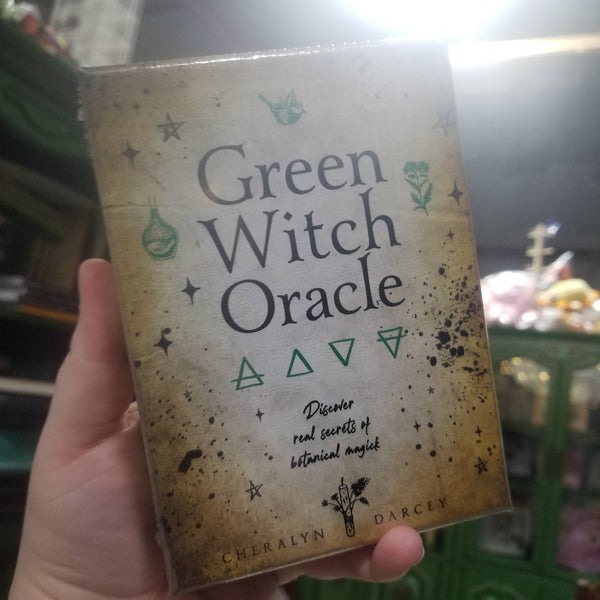 Green
Witch
Oracle
Discover
real secrets of
botanical magick
CHERALYN DARCEY